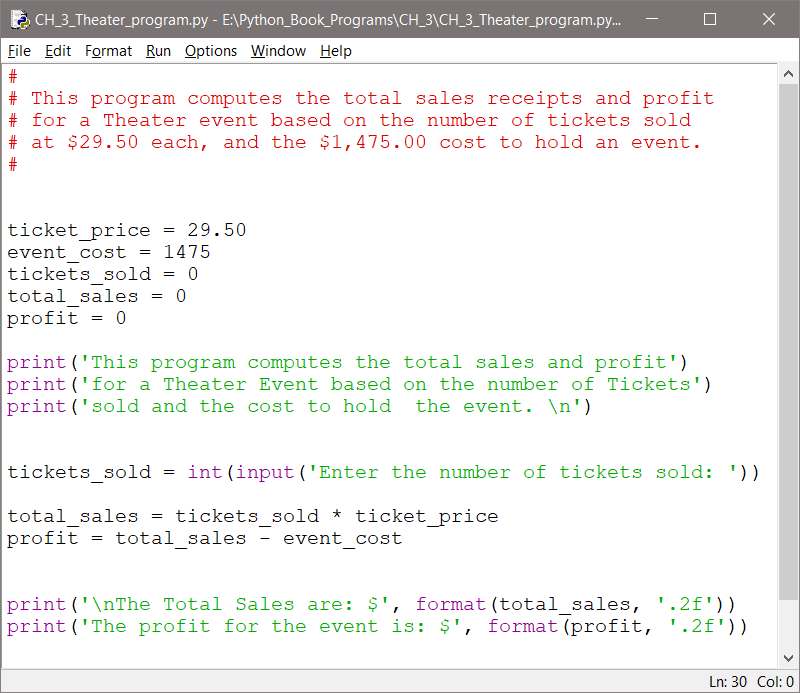 CH_3_Theater_program.py - E:\Python_Book_Programs\CH_3\CH_3_Theater_program.py...
File Edit Format Run Options Window Help
#
# This program computes the total sales receipts and profit
# for a Theater event based on the number of tickets sold
# at $29.50 each, and the $1,475.00 cost to hold an event.
#
ticket_price = 29.50
event_cost = 1475
tickets_sold = 0
total_sales = 0
profit = 0
print('This program computes the total sales and profit')
print('for a Theater Event based on the number of Tickets')
print('sold and the cost to hold  the event. \n')
tickets_sold = int(input('Enter the number of tickets sold: '))
total_sales = tickets_sold * ticket_price
profit = total_sales - event_cost
print('\nThe Total Sales are: $', format(total_sales, '.2f'))
print('The profit for the event is: $', format(profit, '.2f'))
Ln: 30 Col: 0